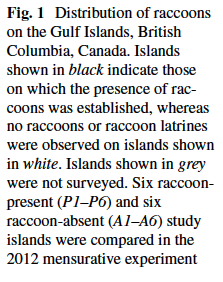 Fig. 1 Distribution of raccoons
on the Gulf Islands, British
Columbia, Canada. Islands
shown in black indicate those
on which the presence of rac-
coons was established, whereas
no raccoons or raccoon latrines
were observed on islands shown
in white. Islands shown in grey
were not surveyed. Six raccoon-
present (P1–P6) and six
raccoon-absent (A1–A6) study
islands were compared in the
2012 mensurative experiment